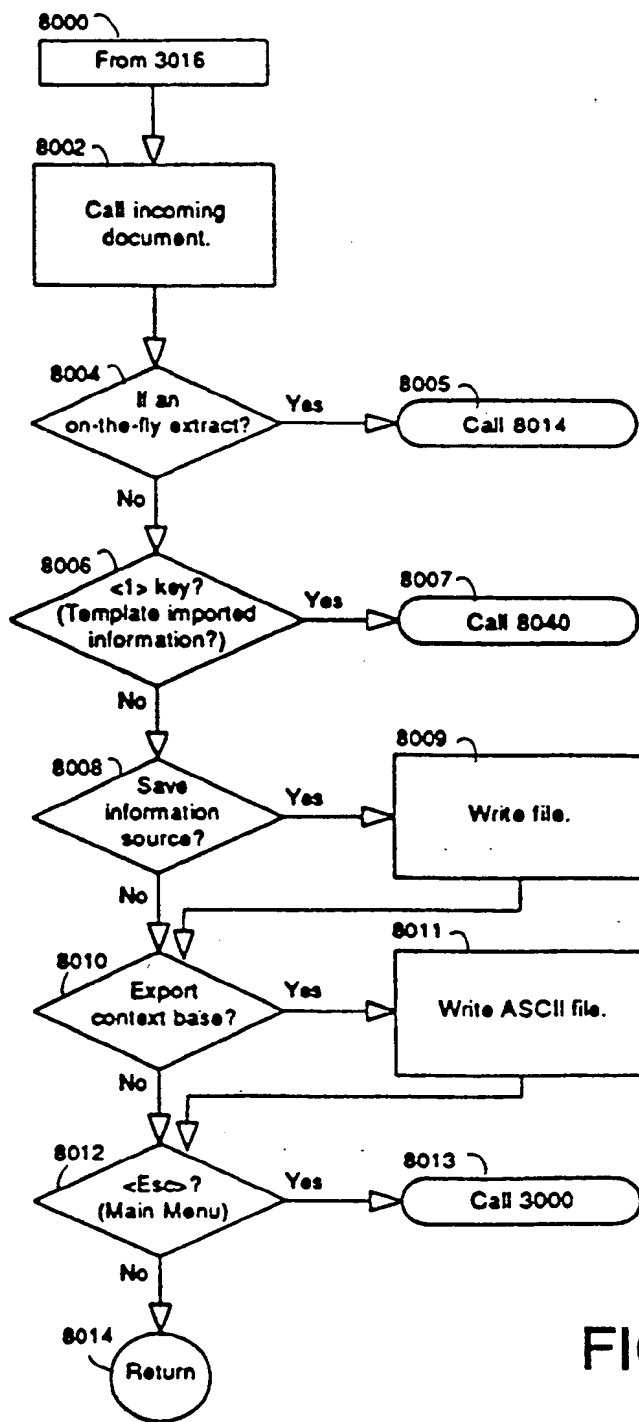 8000
From 3016
8002
Call incoming
document.
8004
If an
on-the-fly extract?
Yes
8005
Call 8014
No
8006
<1> key?
(Template imported
information?)
Yes
8007
Call 8040
No
8008
Save
information
source?
Yes
8009
Write file.
No
8010
Export
context base?
Yes
8011
Write ASCII file.
No
8012
<Esc>?
(Main Menu)
Yes
8013
Call 3000
No
8014
Return
FIG